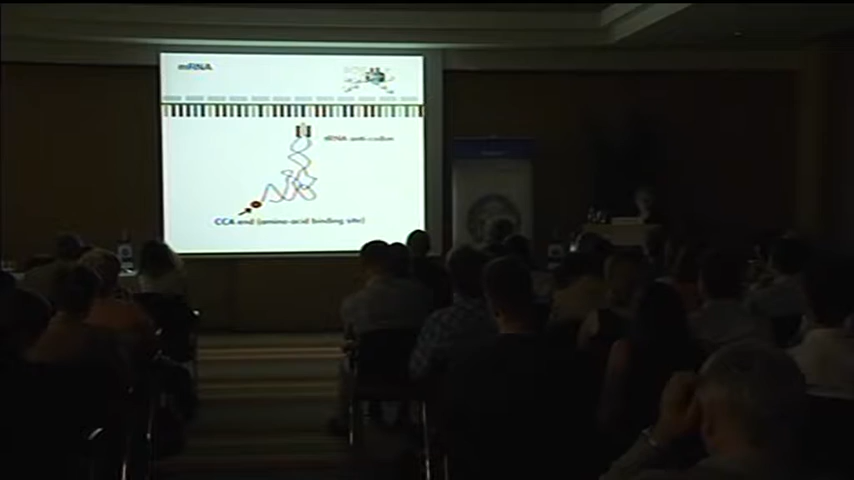 mRNA
tRNA anti-codon
CCA end (amino-acid binding site)